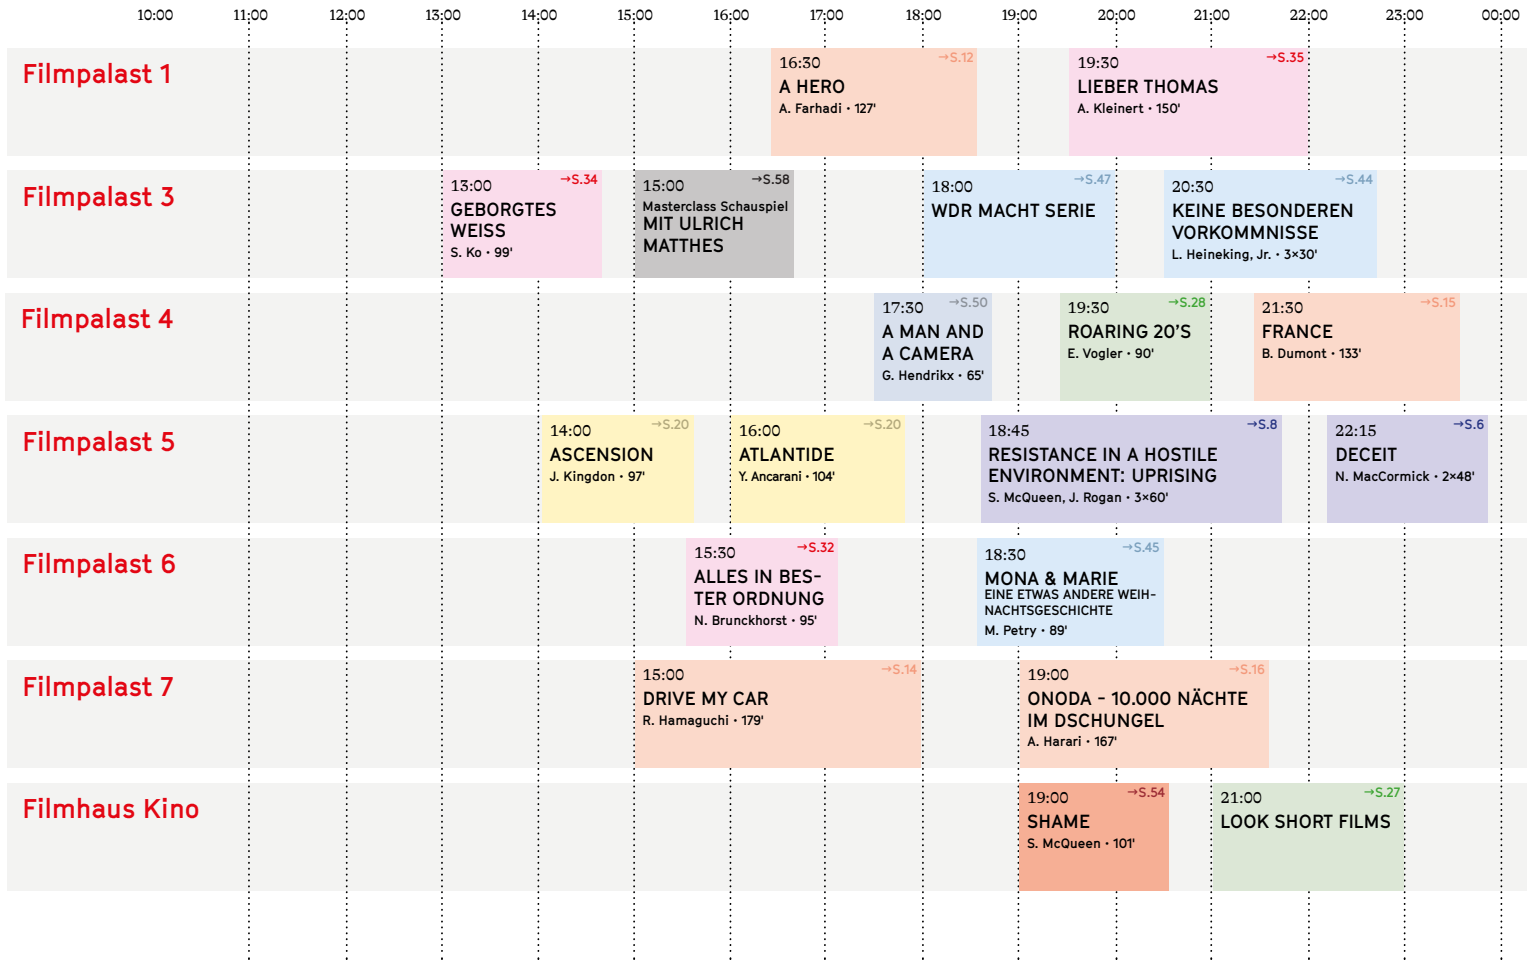 10:00 11:00 12:00 13:00 14:00 15:00 16:00 17:00 18:00 19:00 20:00 21:00 22:00 23:00 00:00
Filmpalast 1
16:30 →S.12
A HERO
A. Farhadi • 127'
19:30 →S.35
LIEBER THOMAS
A. Kleinert • 150'
Filmpalast 3
13:00 →S.34
GEBORGTES
WEISS
S. Ko • 99'
15:00 →S.58
Masterclass Schauspiel
MIT ULRICH
MATTHES
18:00 →S.47
WDR MACHT SERIE
20:30 →S.44
KEINE BESONDEREN
VORKOMMNISSE
L. Heineking, Jr. • 3×30'
Filmpalast 4
17:30 →S.50
A MAN AND
A CAMERA
G. Hendrikx • 65'
19:30 →S.28
ROARING 20’S
E. Vogler • 90'
21:30 →S.15
FRANCE
B. Dumont • 133'
Filmpalast 5
14:00 →S.20
ASCENSION
J. Kingdon • 97'
16:00 →S.20
ATLANTIDE
Y. Ancarani • 104'
18:45 →S.8
RESISTANCE IN A HOSTILE
ENVIRONMENT: UPRISING
S. McQueen, J. Rogan • 3×60'
22:15 →S.6
DECEIT
N. MacCormick • 2×48'
Filmpalast 6
15:30 →S.32
ALLES IN BES-
TER ORDNUNG
N. Brunckhorst • 95'
18:30 →S.45
MONA & MARIE
EINE ETWAS ANDERE WEIH-
NACHTSGESCHICHTE
M. Petry • 89'
Filmpalast 7
15:00 →S.14
DRIVE MY CAR
R. Hamaguchi • 179'
19:00 →S.16
ONODA – 10.000 NÄCHTE
IM DSCHUNGEL
A. Harari • 167'
Filmhaus Kino
19:00 →S.54
SHAME
S. McQueen • 101'
21:00 →S.27
LOOK SHORT FILMS